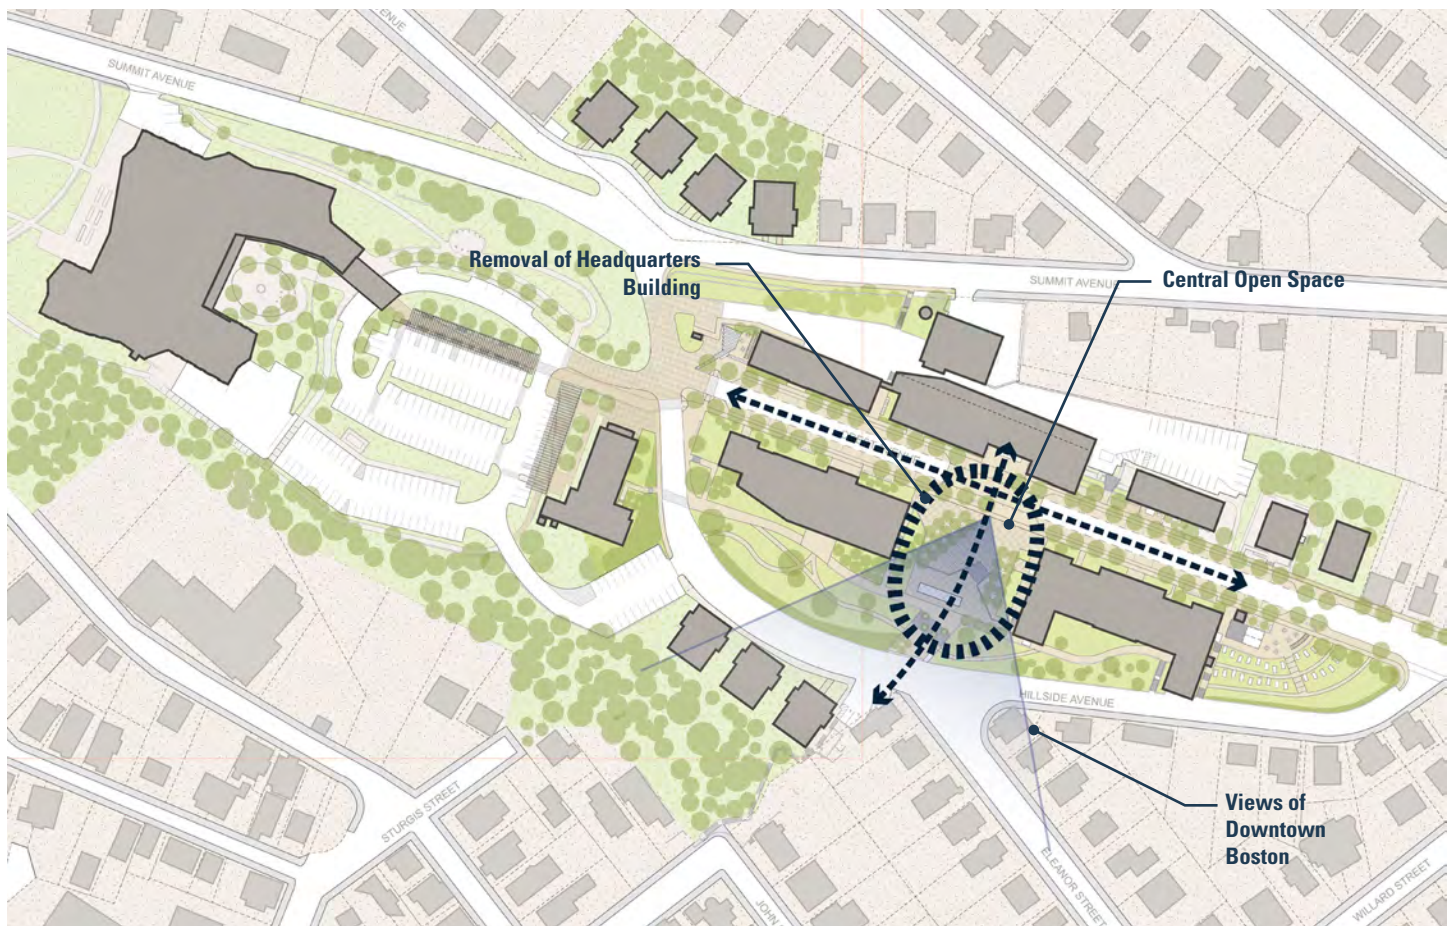 AVENUE
SUMMIT AVENUE
Removal of Headquarters
Building
SUMMIT AVENUE
Central Open Space
HILLSIDE AVENUE
Views of
Downtown
Boston
STURGIS STREET
ELEANOR STREET
WILLARD STREET
JOHN